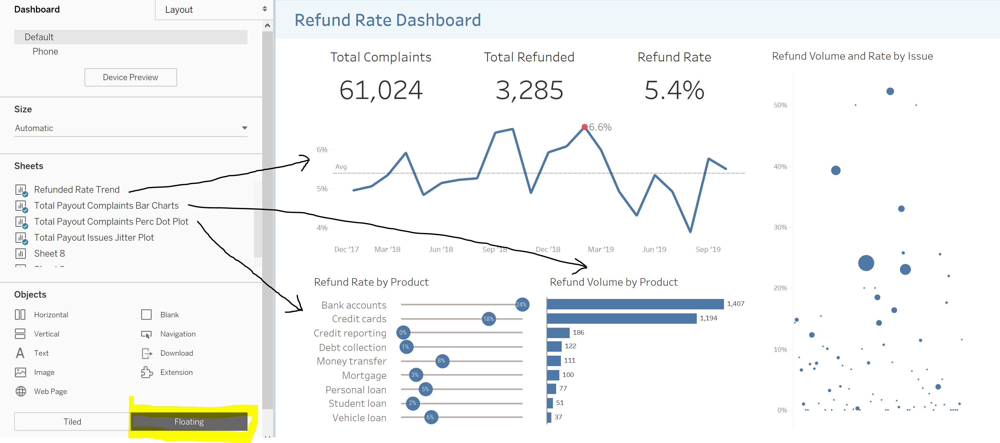 Dashboard
Layout
Default
Phone
Device Preview
Size
Automatic
Sheets
Refunded Rate Trend
Total Payout Complaints Bar Charts
Total Payout Complaints Perc Dot Plot
Total Payout Issues Jitter Plot
Sheet 8
Objects
Horizontal
Blank
Vertical
Navigation
Text
Download
Image
Extension
Web Page
Tiled
Floating
Refund Rate Dashboard
Total Complaints
61,024
Total Refunded
3,285
Refund Rate
5.4%
6.6%
6%
Avg
5%
4%
Dec '17
Mar '18
Jun '18
Sep '18
Dec '18
Mar '19
Jun '19
Sep '19
Refund Rate by Product
Bank accounts 24%
Credit cards 18%
Credit reporting 0%
Debt collection 1%
Money transfer 8%
Mortgage 3%
Personal loan 5%
Student loan 2%
Vehicle loan 6%
Refund Volume by Product
1,407
1,194
186
122
111
100
77
51
37
Refund Volume and Rate by Issue
50%
40%
30%
20%
10%
0%